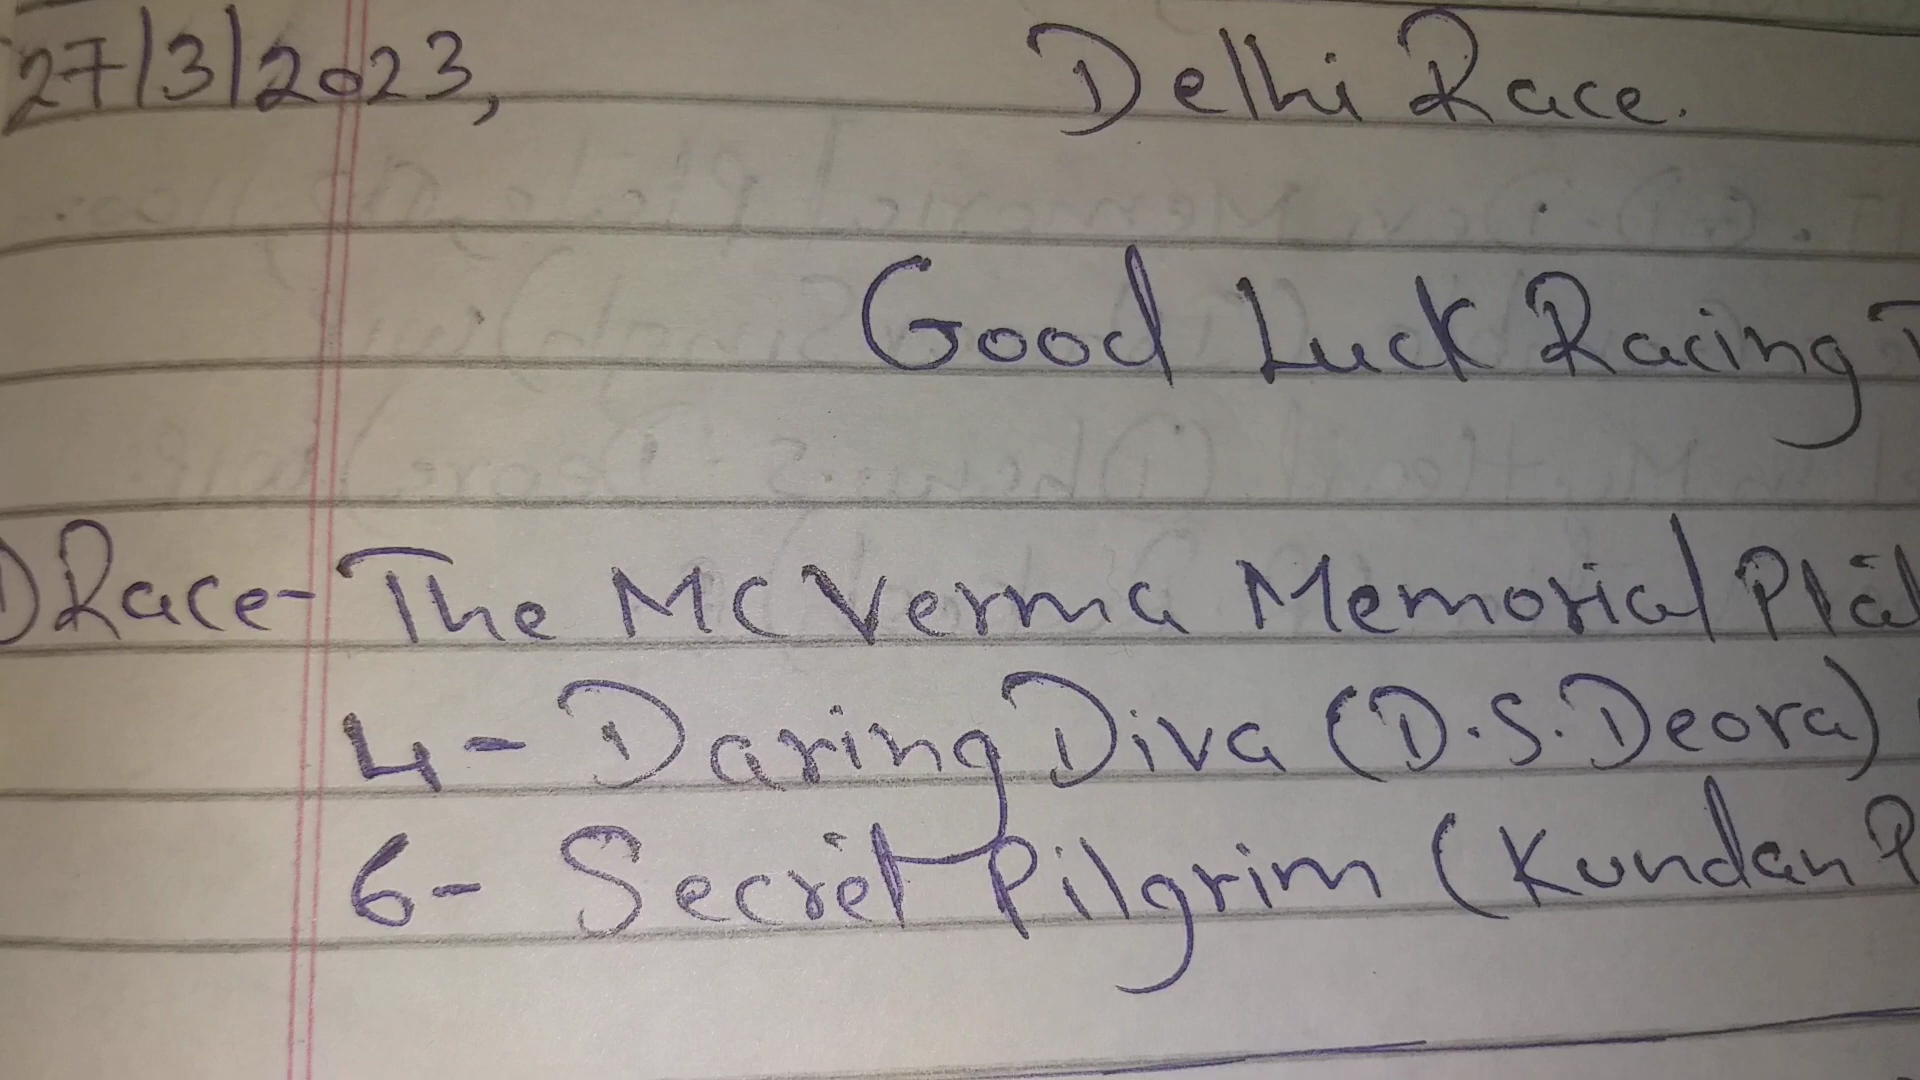 27/3/2023, Delhi Race.
Good Luck Racing
Race- The MC Verma Memorial
4- Daring Diva (D.S. Deora)
6- Secret Pilgrim (Kundan